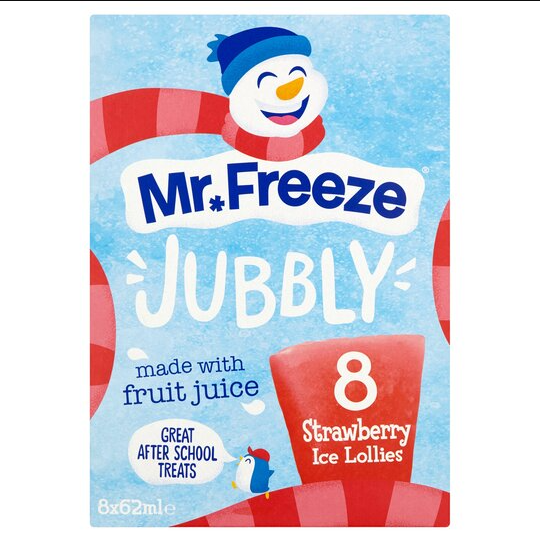 Mr.Freeze®
JUBBLY
made with
fruit juice
8
Strawberry
Ice Lollies
GREAT
AFTER SCHOOL
TREATS
8x62ml℮